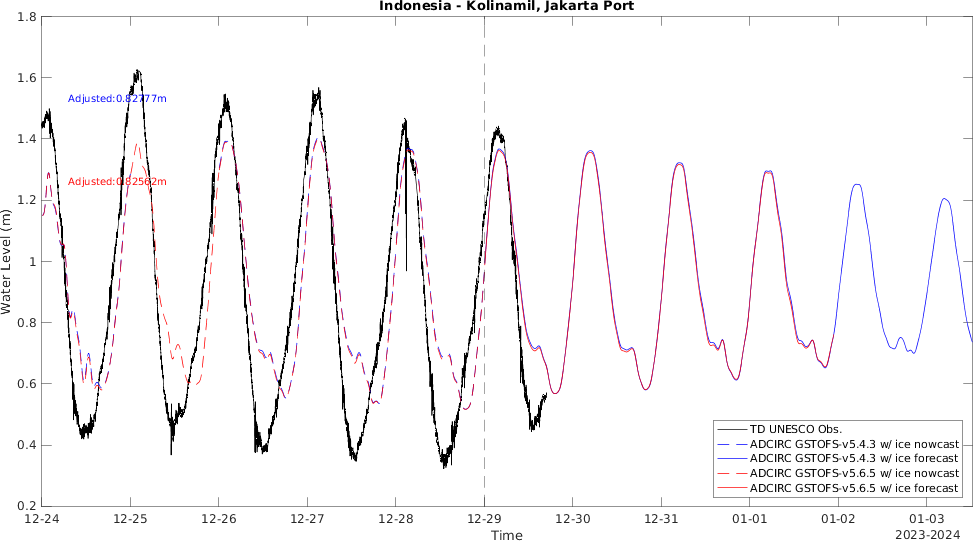 Indonesia - Kolinamil, Jakarta Port
1.8
1.6
1.4
1.2
1
0.8
0.6
0.4
0.2
Water Level (m)
Adjusted:0.82777m
Adjusted:0.82562m
TD UNESCO Obs.
ADCIRC GSTOFS-v5.4.3 w/ ice nowcast
ADCIRC GSTOFS-v5.4.3 w/ ice forecast
ADCIRC GSTOFS-v5.6.5 w/ ice nowcast
ADCIRC GSTOFS-v5.6.5 w/ ice forecast
12-24 12-25 12-26 12-27 12-28 12-29 12-30 12-31 01-01 01-02 01-03
Time
2023-2024